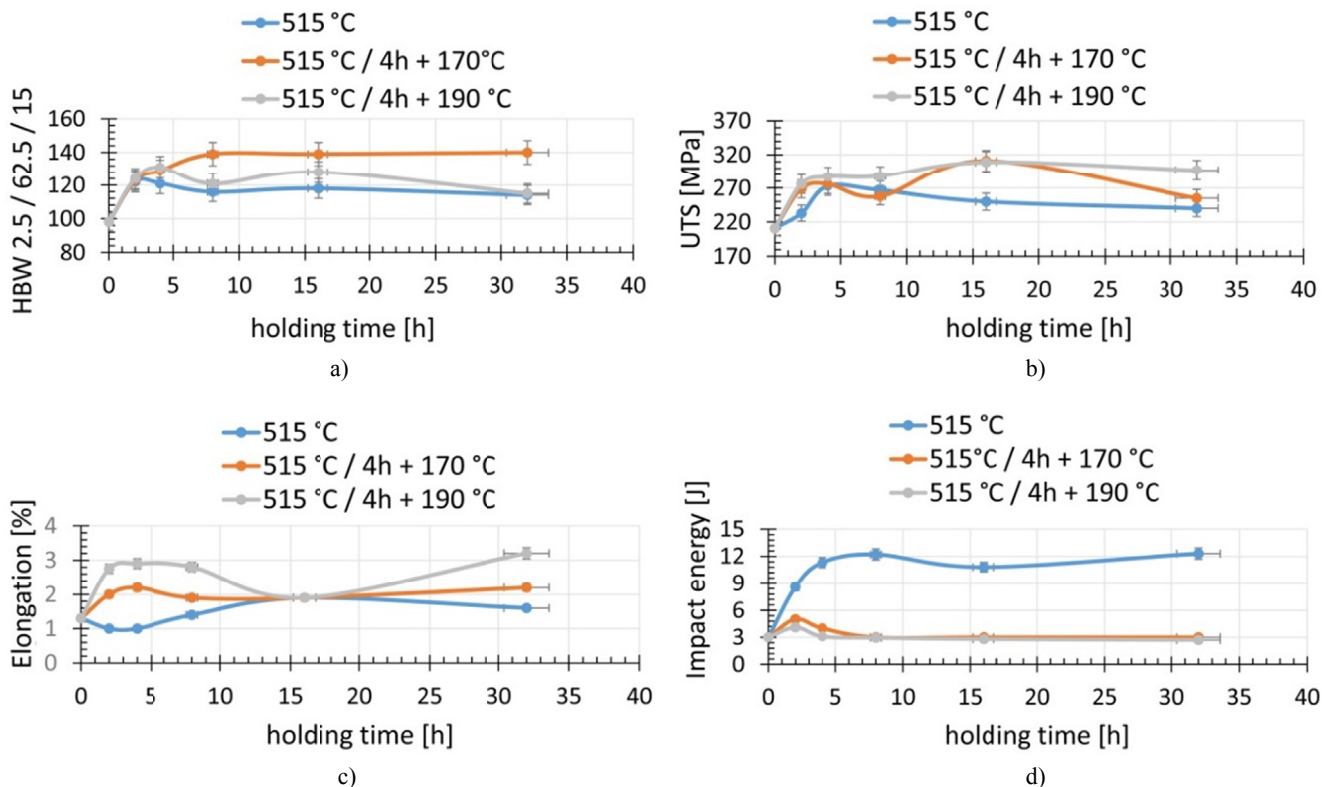 515 °C
515 °C / 4h + 170°C
515 °C / 4h + 190 °C
HBW 2.5 / 62.5 / 15
160
140
120
100
80
0 5 10 15 20 25 30 35 40
holding time [h]
a)
515 °C
515 °C / 4h + 170 °C
515 °C / 4h + 190 °C
UTS [MPa]
370
320
270
220
170
0 5 10 15 20 25 30 35 40
holding time [h]
b)
515 °C
515 °C / 4h + 170 °C
515 °C / 4h + 190 °C
Elongation [%]
4
3
2
1
0
0 5 10 15 20 25 30 35 40
holding time [h]
c)
515 °C
515°C / 4h + 170 °C
515 °C / 4h + 190 °C
Impact energy [J]
15
12
9
6
3
0
0 5 10 15 20 25 30 35 40
holding time [h]
d)